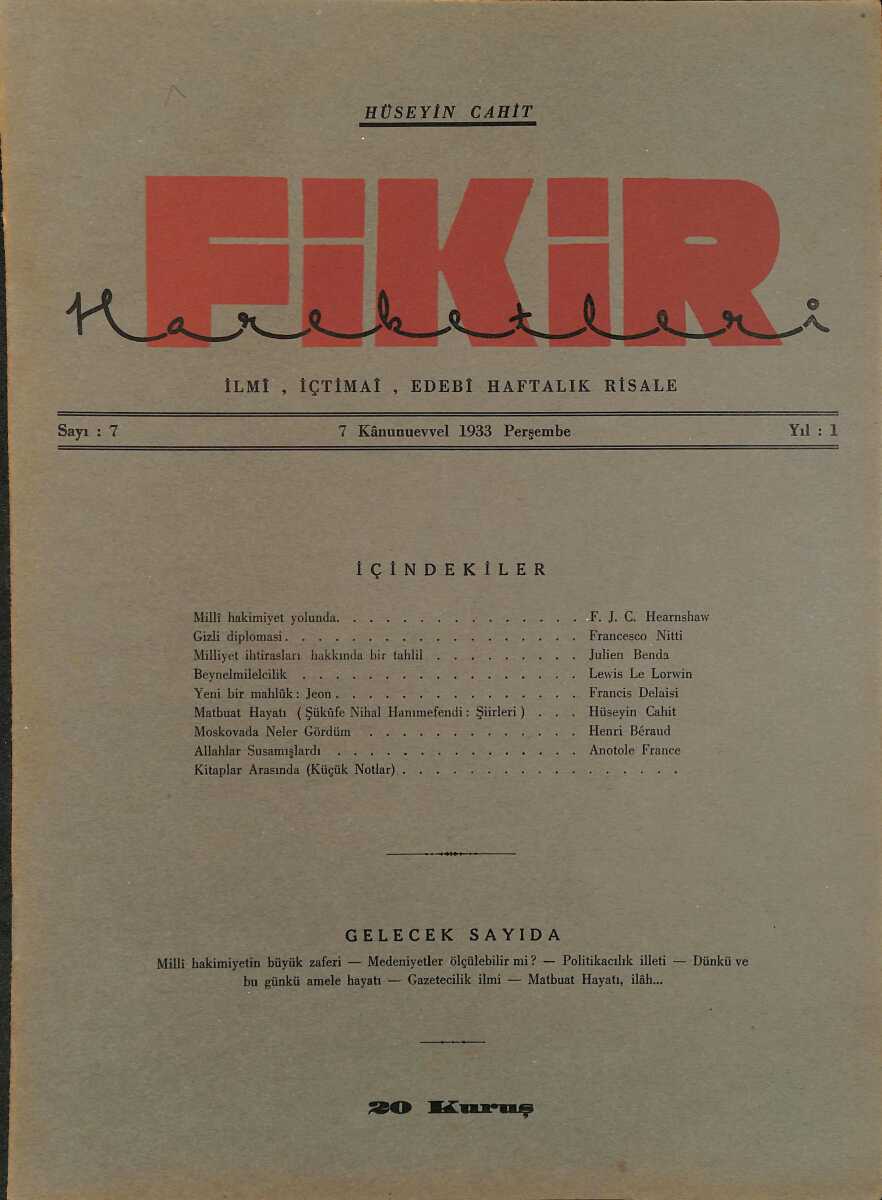 HÜSEYİN CAHİT
FİKİR
Hareketleri
İLMÎ , İÇTİMAÎ , EDEBÎ HAFTALIK RİSALE
Sayı : 7 7 Kânunuevvel 1933 Perşembe Yıl : 1
İÇİNDEKİLER
Millî hakimiyet yolunda. . . . . . . . . . . . . . . F. J. C. Hearnshaw
Gizli diplomasi. . . . . . . . . . . . . . . . . . . Francesco Nitti
Milliyet ihtirasları hakkında bir tahlil . . . . . . . . . Julien Benda
Beynelmilelcilik . . . . . . . . . . . . . . . . . . Lewis Le Lorwin
Yeni bir mahlûk : Jeon . . . . . . . . . . . . . . . . Francis Delaisi
Matbuat Hayatı ( Şükûfe Nihal Hanımefendi : Şiirleri ) . . . Hüseyin Cahit
Moskovada Neler Gördüm . . . . . . . . . . . . . Henri Béraud
Allahlar Susamışlardı . . . . . . . . . . . . . . . Anotole France
Kitaplar Arasında (Küçük Notlar) . . . . . . . . . . . . . . . . .
GELECEK SAYIDA
Millî hakimiyetin büyük zaferi — Medeniyetler ölçülebilir mi ? — Politikacılık illeti — Dünkü ve
bu günkü amele hayatı — Gazetecilik ilmi — Matbuat Hayatı, ilâh...
20 Kuruş